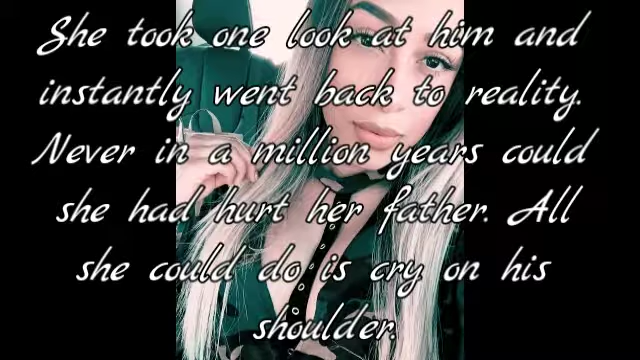 She took one look at him and
instantly went back to reality.
Never in a million years could
she had hurt her father. All
she could do is cry on his
shoulder.